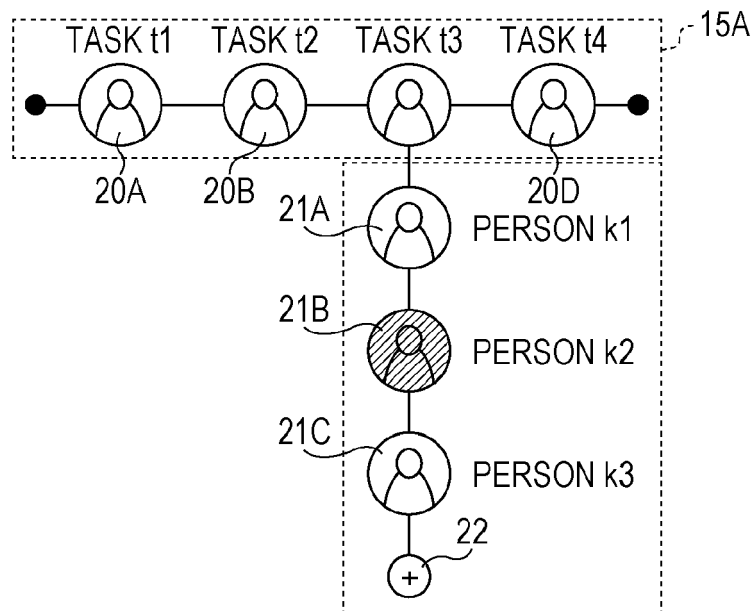 TASK t1 TASK t2 TASK t3 TASK t4 15A
20A 20B 20D
21A PERSON k1
21B PERSON k2
21C PERSON k3
22
+